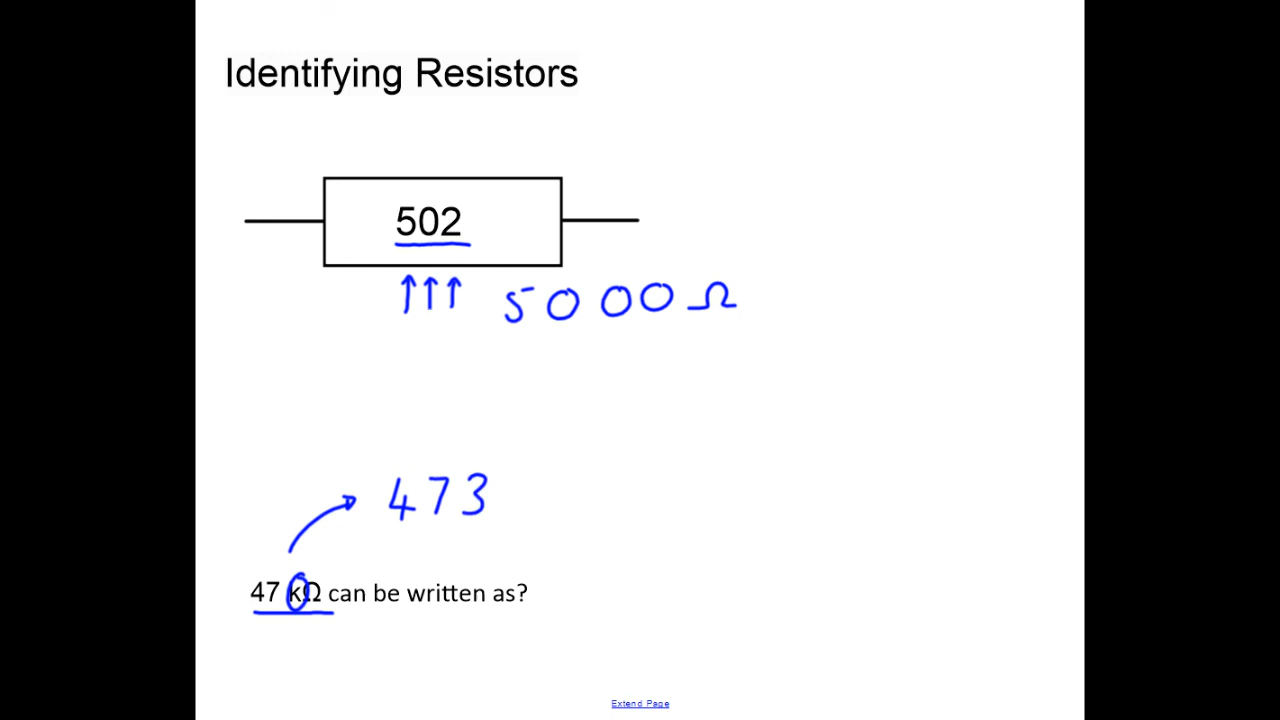 Identifying Resistors
502
↑↑↑ 5000Ω
473
47 kΩ can be written as?
Extend Page